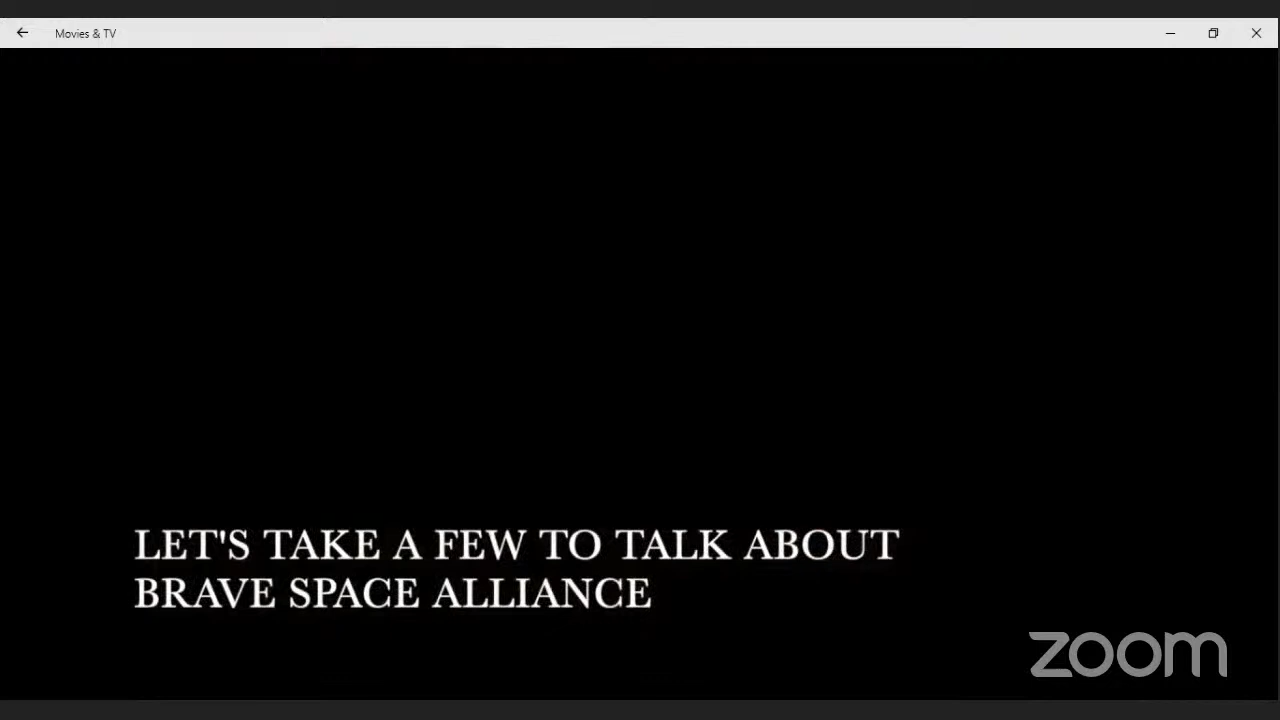 Movies & TV
LET'S TAKE A FEW TO TALK ABOUT
BRAVE SPACE ALLIANCE
zoom